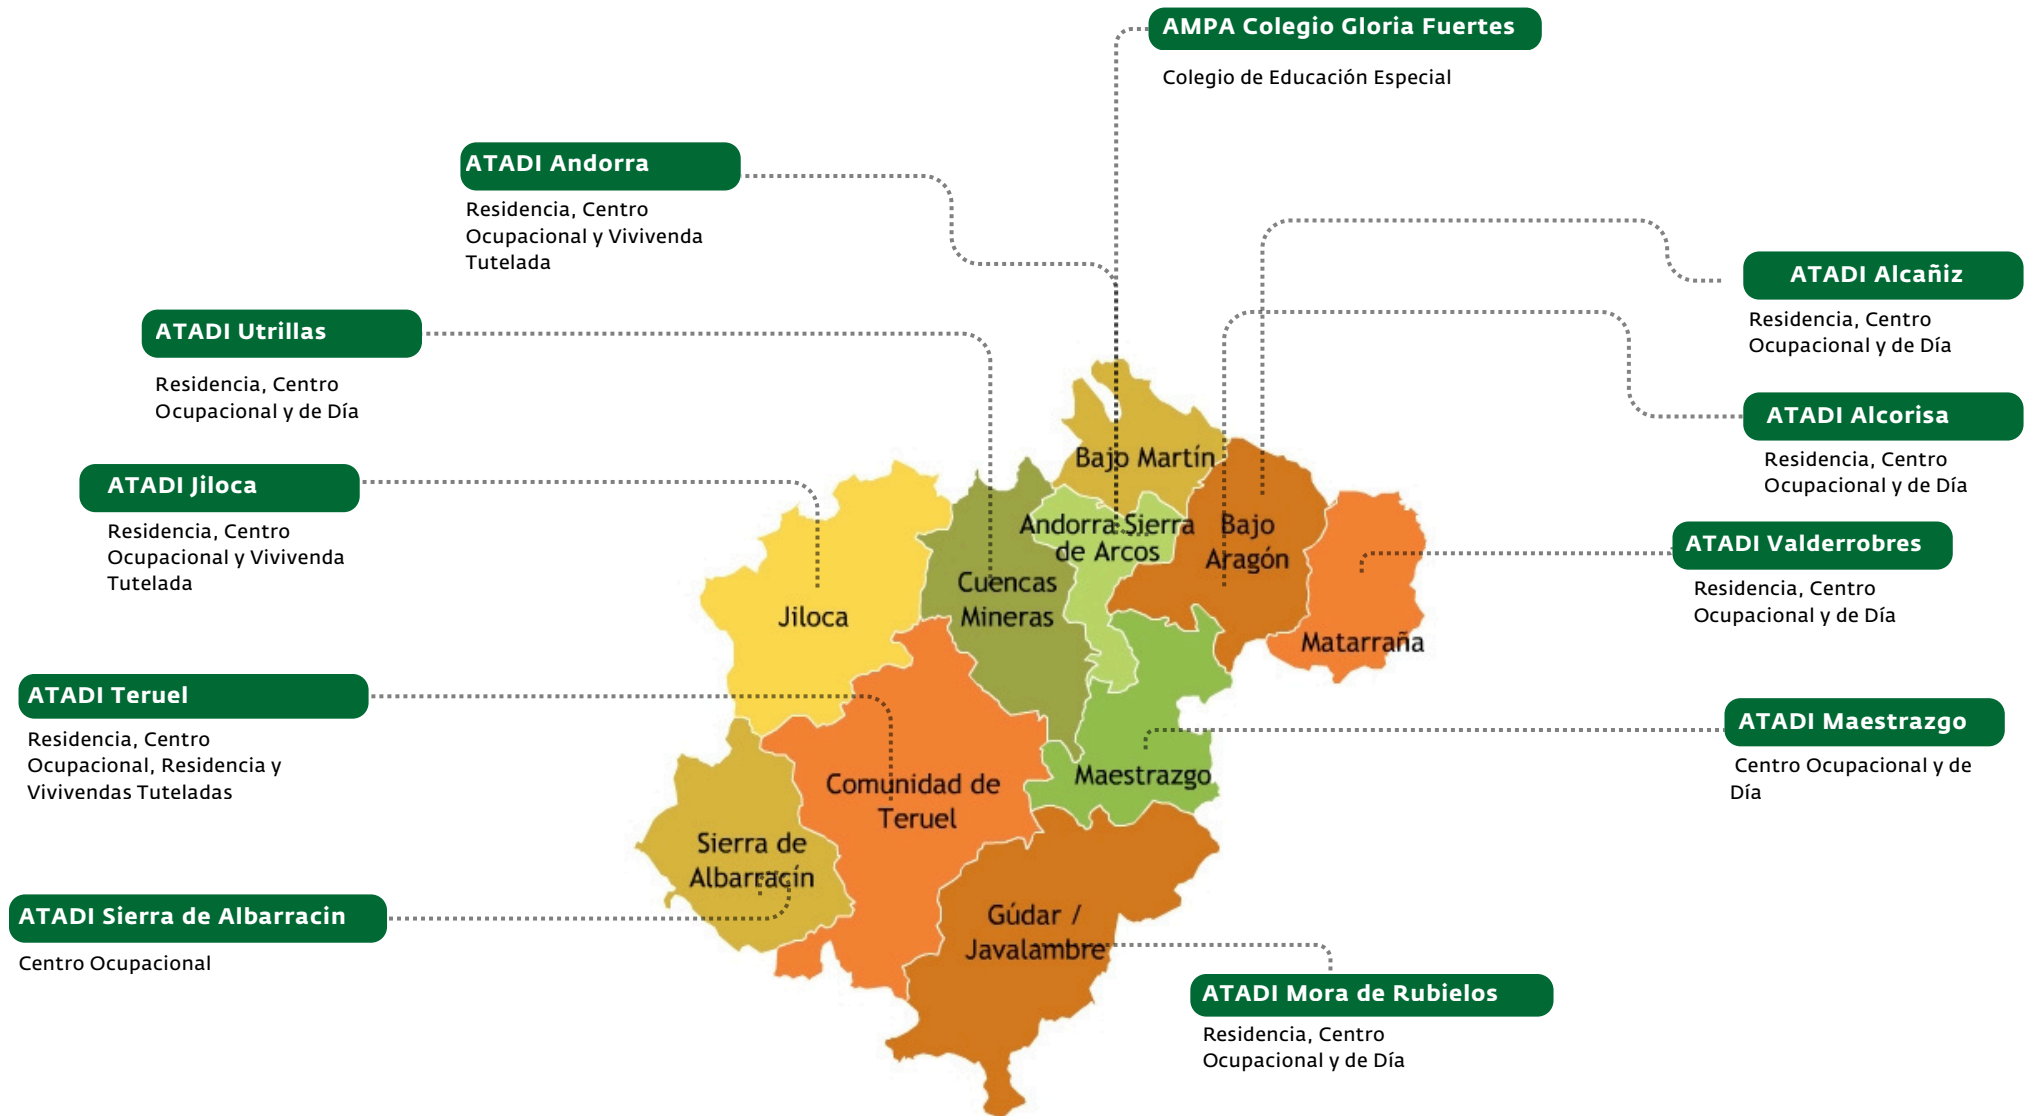 AMPA Colegio Gloria Fuertes
Colegio de Educación Especial
ATADI Andorra
Residencia, Centro
Ocupacional y Vivivenda
Tutelada
ATADI Alcañiz
Residencia, Centro
Ocupacional y de Día
ATADI Utrillas
Residencia, Centro
Ocupacional y de Día
ATADI Alcorisa
Residencia, Centro
Ocupacional y de Día
ATADI Jiloca
Residencia, Centro
Ocupacional y Vivivenda
Tutelada
ATADI Valderrobres
Residencia, Centro
Ocupacional y de Día
ATADI Teruel
Residencia, Centro
Ocupacional, Residencia y
Vivivendas Tuteladas
ATADI Maestrazgo
Centro Ocupacional y de
Día
ATADI Sierra de Albarracin
Centro Ocupacional
ATADI Mora de Rubielos
Residencia, Centro
Ocupacional y de Día
Bajo Martín
Andorra Sierra
de Arcos
Bajo
Aragón
Cuencas
Mineras
Jiloca
Matarraña
Maestrazgo
Comunidad de
Teruel
Sierra de
Albarracín
Gúdar /
Javalambre